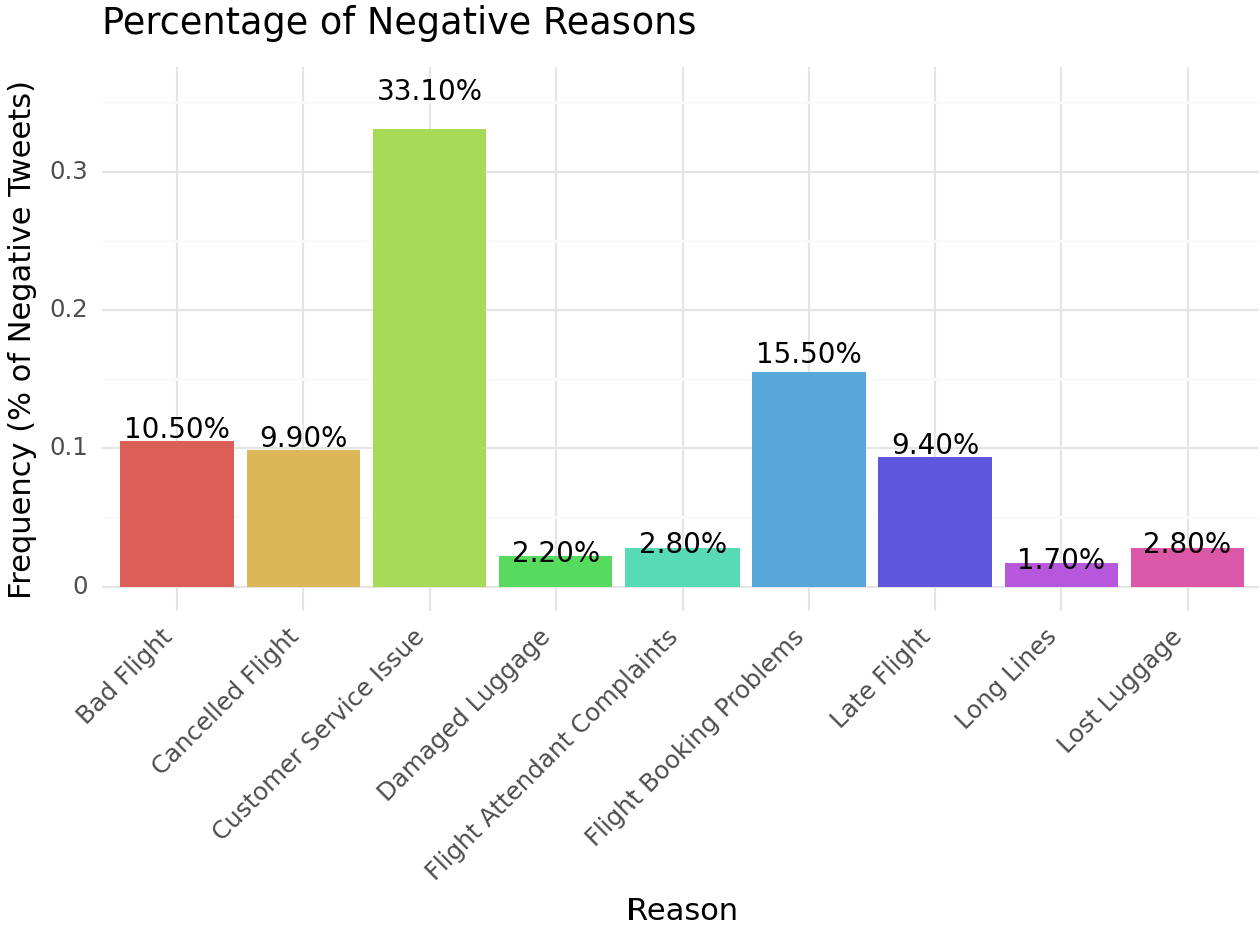 Percentage of Negative Reasons
Frequency (% of Negative Tweets)
0.3
0.2
0.1
0
10.50%
9.90%
33.10%
2.20%
2.80%
15.50%
9.40%
1.70%
2.80%
Bad Flight
Cancelled Flight
Customer Service Issue
Damaged Luggage
Flight Attendant Complaints
Flight Booking Problems
Late Flight
Long Lines
Lost Luggage
Reason